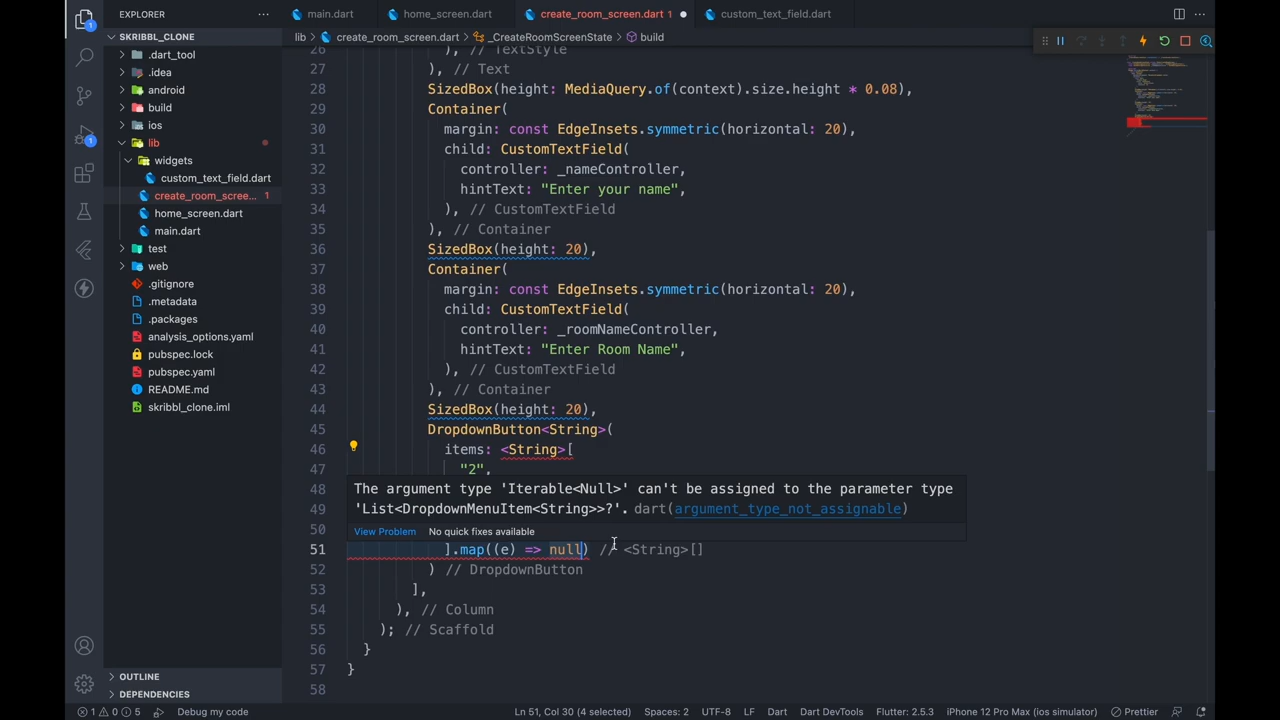 EXPLORER
main.dart
home_screen.dart
create_room_screen.dart 1
custom_text_field.dart
SKRIBBL_CLONE
lib > create_room_screen.dart > _CreateRoomScreenState > build
.dart_tool
.idea
android
build
ios
lib
widgets
custom_text_field.dart
create_room_scree... 1
home_screen.dart
main.dart
test
web
.gitignore
.metadata
.packages
analysis_options.yaml
pubspec.lock
pubspec.yaml
README.md
skribbl_clone.iml
OUTLINE
DEPENDENCIES
1
1
26 ), // TextStyle
27 ), // Text
28 SizedBox(height: MediaQuery.of(context).size.height * 0.08),
29 Container(
30 margin: const EdgeInsets.symmetric(horizontal: 20),
31 child: CustomTextField(
32 controller: _nameController,
33 hintText: "Enter your name",
34 ), // CustomTextField
35 ), // Container
36 SizedBox(height: 20),
37 Container(
38 margin: const EdgeInsets.symmetric(horizontal: 20),
39 child: CustomTextField(
40 controller: _roomNameController,
41 hintText: "Enter Room Name",
42 ), // CustomTextField
43 ), // Container
44 SizedBox(height: 20),
45 DropdownButton<String>(
46 items: <String>[
47 "2",
48 The argument type 'Iterable<Null>' can't be assigned to the parameter type
49 'List<DropdownMenuItem<String>>?'. dart(argument_type_not_assignable)
50 View Problem No quick fixes available
51 ].map((e) => null) // <String>[]
52 ) // DropdownButton
53 ],
54 ), // Column
55 ); // Scaffold
56 }
57 }
58
1 0 5 Debug my code Ln 51, Col 30 (4 selected) Spaces: 2 UTF-8 LF Dart Dart DevTools Flutter: 2.5.3 iPhone 12 Pro Max (ios simulator) Prettier